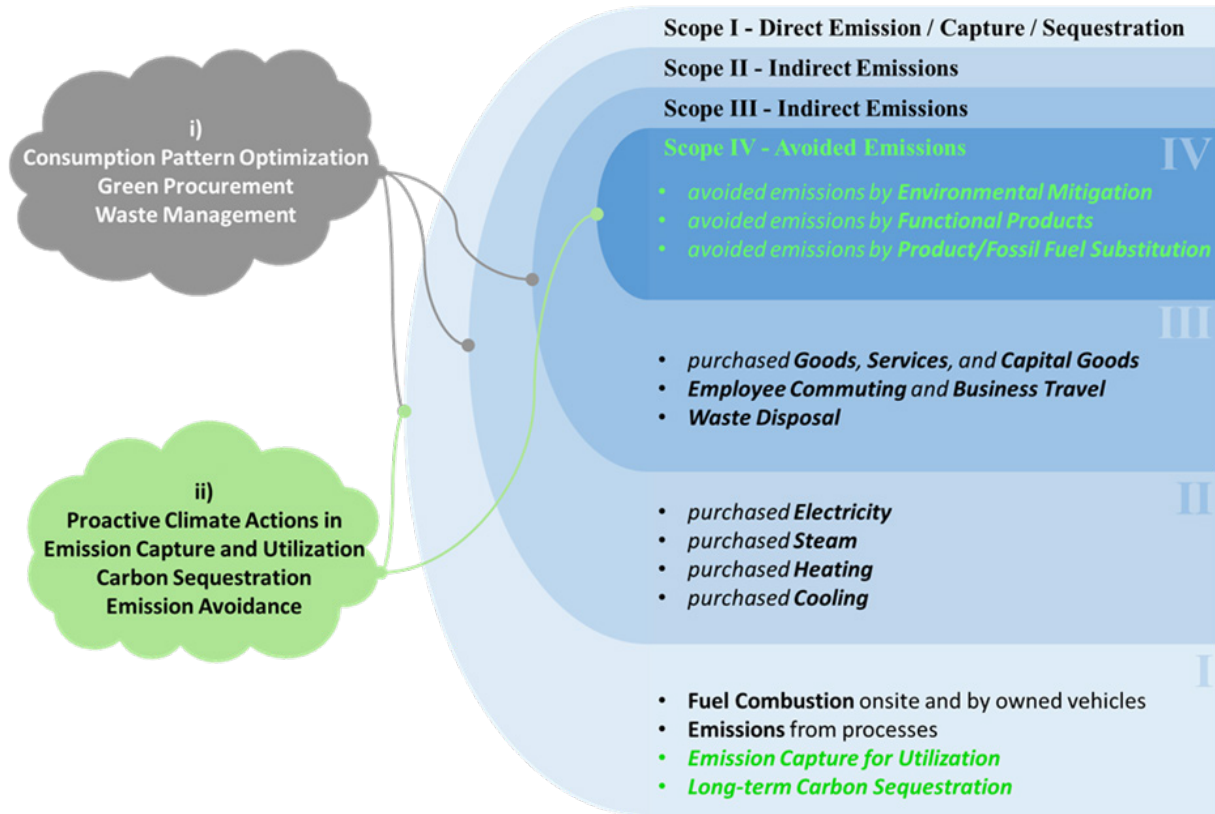 i)
Consumption Pattern Optimization
Green Procurement
Waste Management
ii)
Proactive Climate Actions in
Emission Capture and Utilization
Carbon Sequestration
Emission Avoidance
Scope I - Direct Emission / Capture / Sequestration
Scope II - Indirect Emissions
Scope III - Indirect Emissions
Scope IV - Avoided Emissions
IV
• avoided emissions by Environmental Mitigation
• avoided emissions by Functional Products
• avoided emissions by Product/Fossil Fuel Substitution
III
• purchased Goods, Services, and Capital Goods
• Employee Commuting and Business Travel
• Waste Disposal
II
• purchased Electricity
• purchased Steam
• purchased Heating
• purchased Cooling
I
• Fuel Combustion onsite and by owned vehicles
• Emissions from processes
• Emission Capture for Utilization
• Long-term Carbon Sequestration